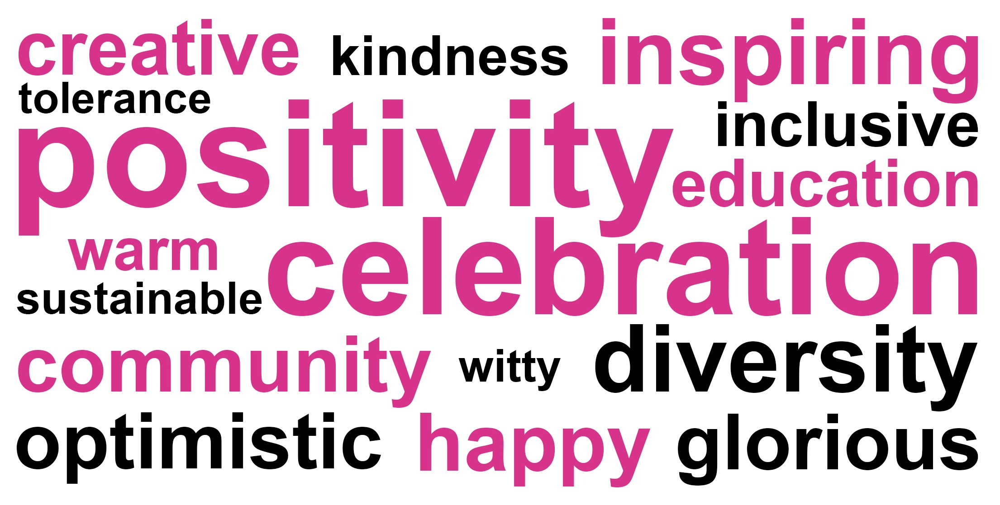 creative kindness inspiring
tolerance
positivity inclusive
education
warm celebration
sustainable
community witty diversity
optimistic happy glorious